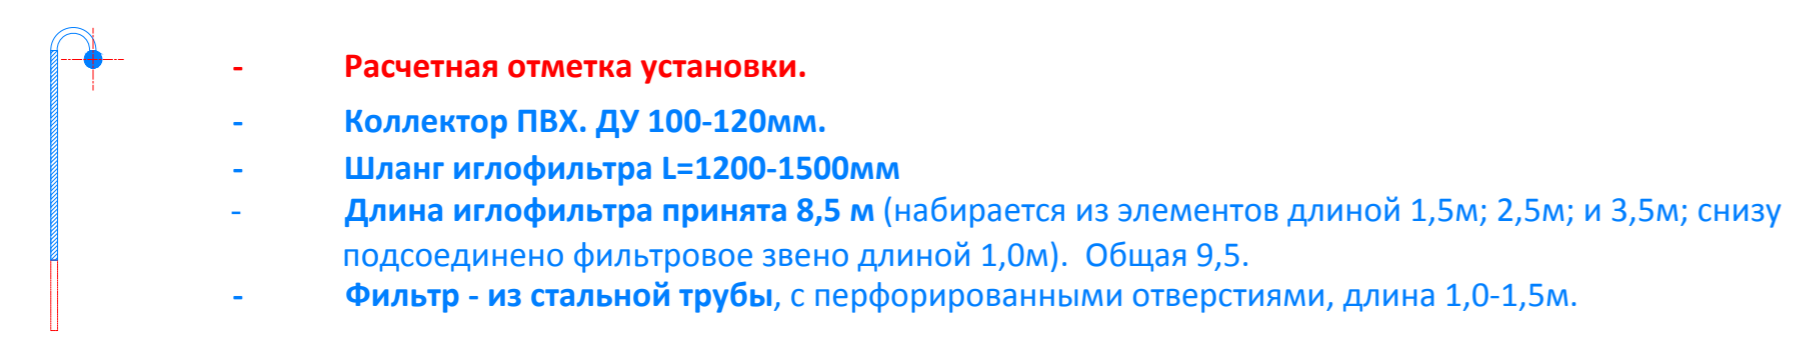 - Расчетная отметка установки.
- Коллектор ПВХ. ДУ 100-120мм.
- Шланг иглофильтра L=1200-1500мм
- Длина иглофильтра принята 8,5 м (набирается из элементов длиной 1,5м; 2,5м; и 3,5м; снизу
подсоединено фильтровое звено длиной 1,0м). Общая 9,5.
- Фильтр - из стальной трубы, с перфорированными отверстиями, длина 1,0-1,5м.